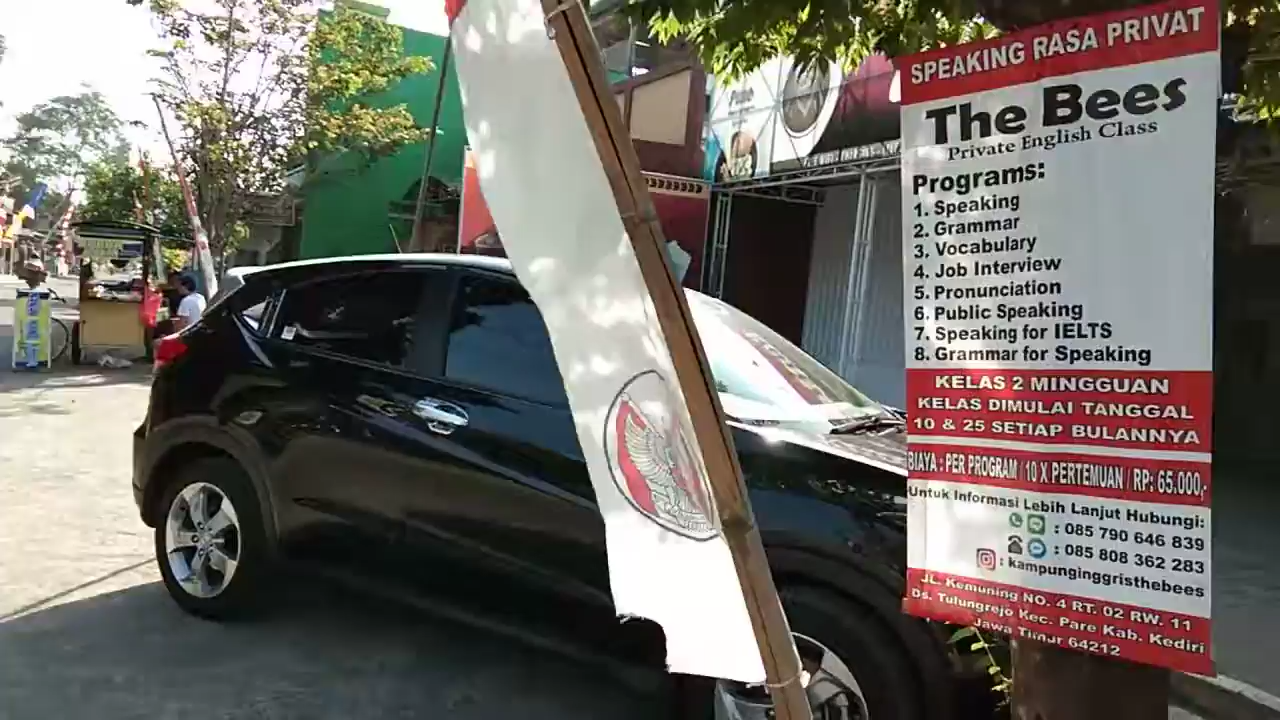 SPEAKING RASA PRIVAT
The Bees
Private English Class
Programs:
1. Speaking
2. Grammar
3. Vocabulary
4. Job Interview
5. Pronunciation
6. Public Speaking
7. Speaking for IELTS
8. Grammar for Speaking
KELAS 2 MINGGUAN
KELAS DIMULAI TANGGAL
10 & 25 SETIAP BULANNYA
BIAYA : PER PROGRAM / 10 X PERTEMUAN / RP: 65.000,-
Untuk Informasi Lebih Lanjut Hubungi:
: 085 790 646 839
: 085 808 362 283
: kampunginggristhebees
JL. Kemuning NO. 4 RT. 02 RW. 11
Ds. Tulungrejo Kec. Pare Kab. Kediri
Jawa Timur 64212